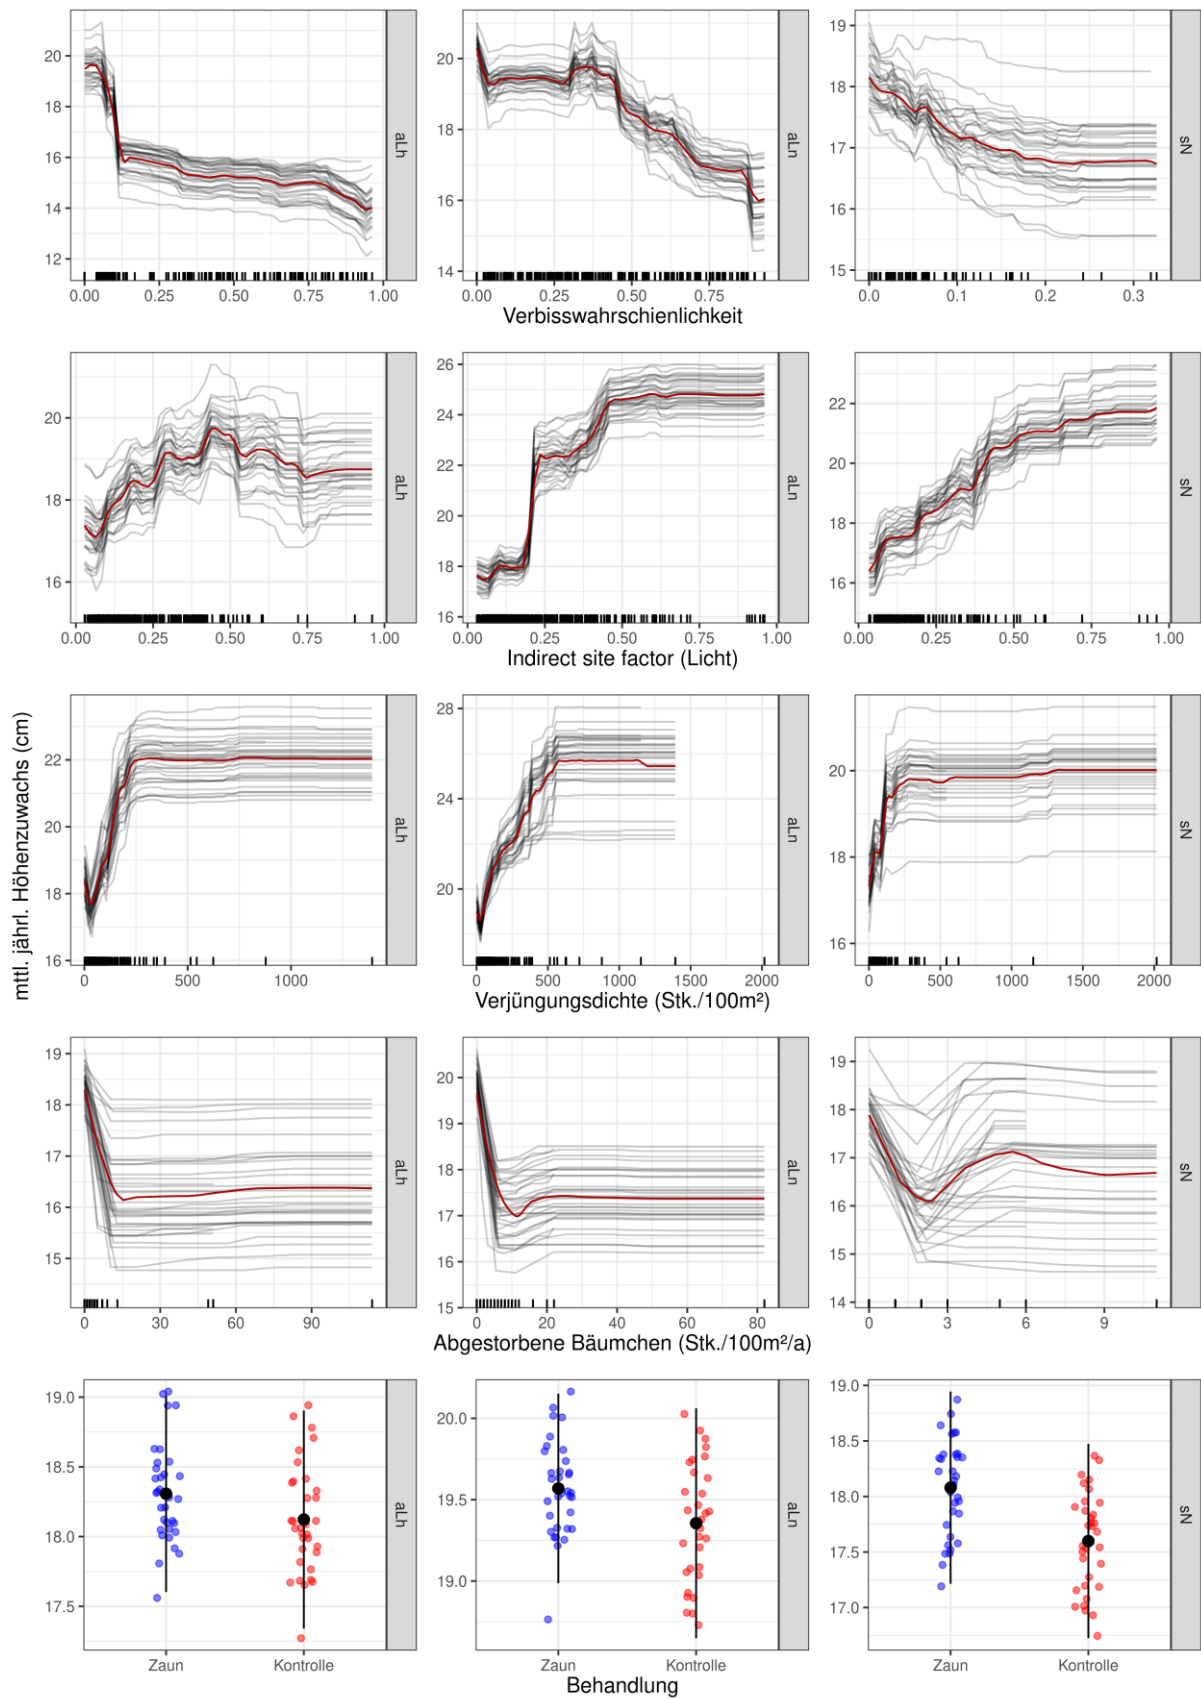 20
18
16
14
12
aLh
0.00 0.25 0.50 0.75 1.00
20
18
16
14
aLn
0.00 0.25 0.50 0.75
19
18
17
16
15
sN
0.0 0.1 0.2 0.3
Verbisswahrschienlichkeit
20
18
16
aLh
0.00 0.25 0.50 0.75 1.00
26
24
22
20
18
16
aLn
0.00 0.25 0.50 0.75 1.00
22
20
18
16
sN
0.00 0.25 0.50 0.75 1.00
Indirect site factor (Licht)
mttl. jährl. Höhenzuwachs (cm)
22
20
18
16
aLh
0 500 1000
28
26
24
22
20
aLn
0 500 1000 1500 2000
20
18
16
sN
0 500 1000 1500 2000
Verjüngungsdichte (Stk./100m²)
19
18
17
16
15
aLh
0 30 60 90
20
19
18
17
16
15
aLn
0 20 40 60 80
19
18
17
16
15
14
sN
0 3 6 9
Abgestorbene Bäumchen (Stk./100m²/a)
19.0
18.5
18.0
17.5
aLh
Zaun Kontrolle
20.0
19.5
19.0
aLn
Zaun Kontrolle
19.0
18.5
18.0
17.5
17.0
sN
Zaun Kontrolle
Behandlung